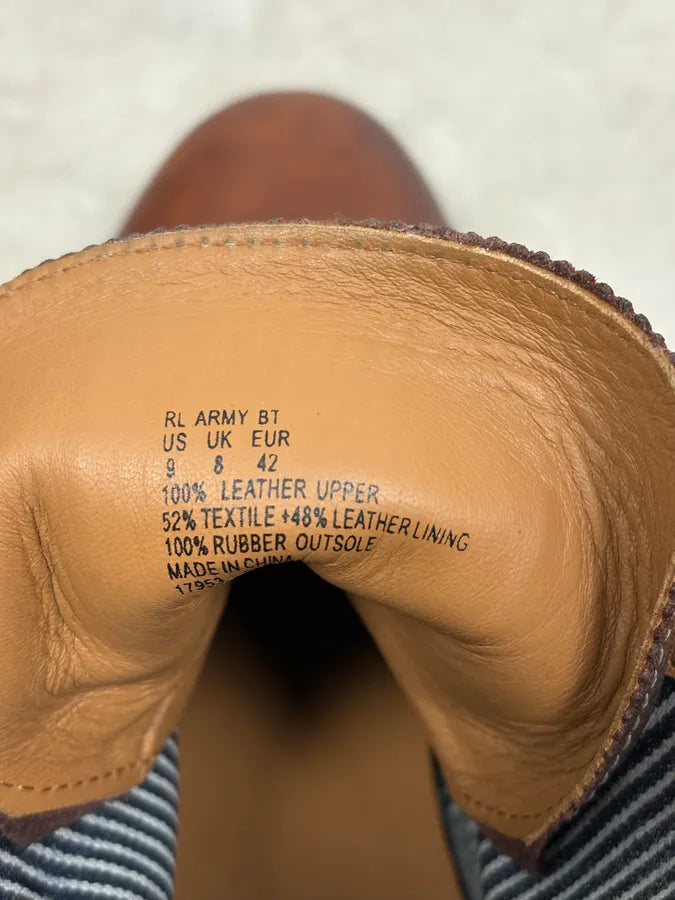 RL ARMY BT
US UK EUR
9 8 42
100% LEATHER UPPER
52% TEXTILE +48% LEATHER LINING
100% RUBBER OUTSOLE
MADE IN CHINA
17953